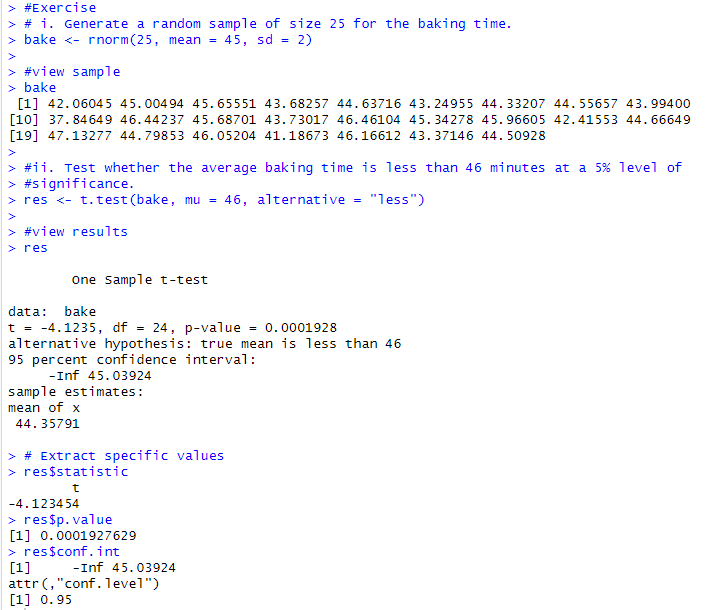 > #Exercise
> # i. Generate a random sample of size 25 for the baking time.
> bake <- rnorm(25, mean = 45, sd = 2)
>
> #view sample
> bake
 [1] 42.06045 45.00494 45.65551 43.68257 44.63716 43.24955 44.33207 44.55657 43.99400
[10] 37.84649 46.44237 45.68701 43.73017 46.46104 45.34278 45.96605 42.41553 44.66649
[19] 47.13277 44.79853 46.05204 41.18673 46.16612 43.37146 44.50928
>
> #ii. Test whether the average baking time is less than 46 minutes at a 5% level of
> #significance.
> res <- t.test(bake, mu = 46, alternative = "less")
>
> #view results
> res

        One Sample t-test

data:  bake
t = -4.1235, df = 24, p-value = 0.0001928
alternative hypothesis: true mean is less than 46
95 percent confidence interval:
     -Inf 45.03924
sample estimates:
mean of x
 44.35791

> # Extract specific values
> res$statistic
        t
-4.123454
> res$p.value
[1] 0.0001927629
> res$conf.int
[1]     -Inf 45.03924
attr(,"conf.level")
[1] 0.95